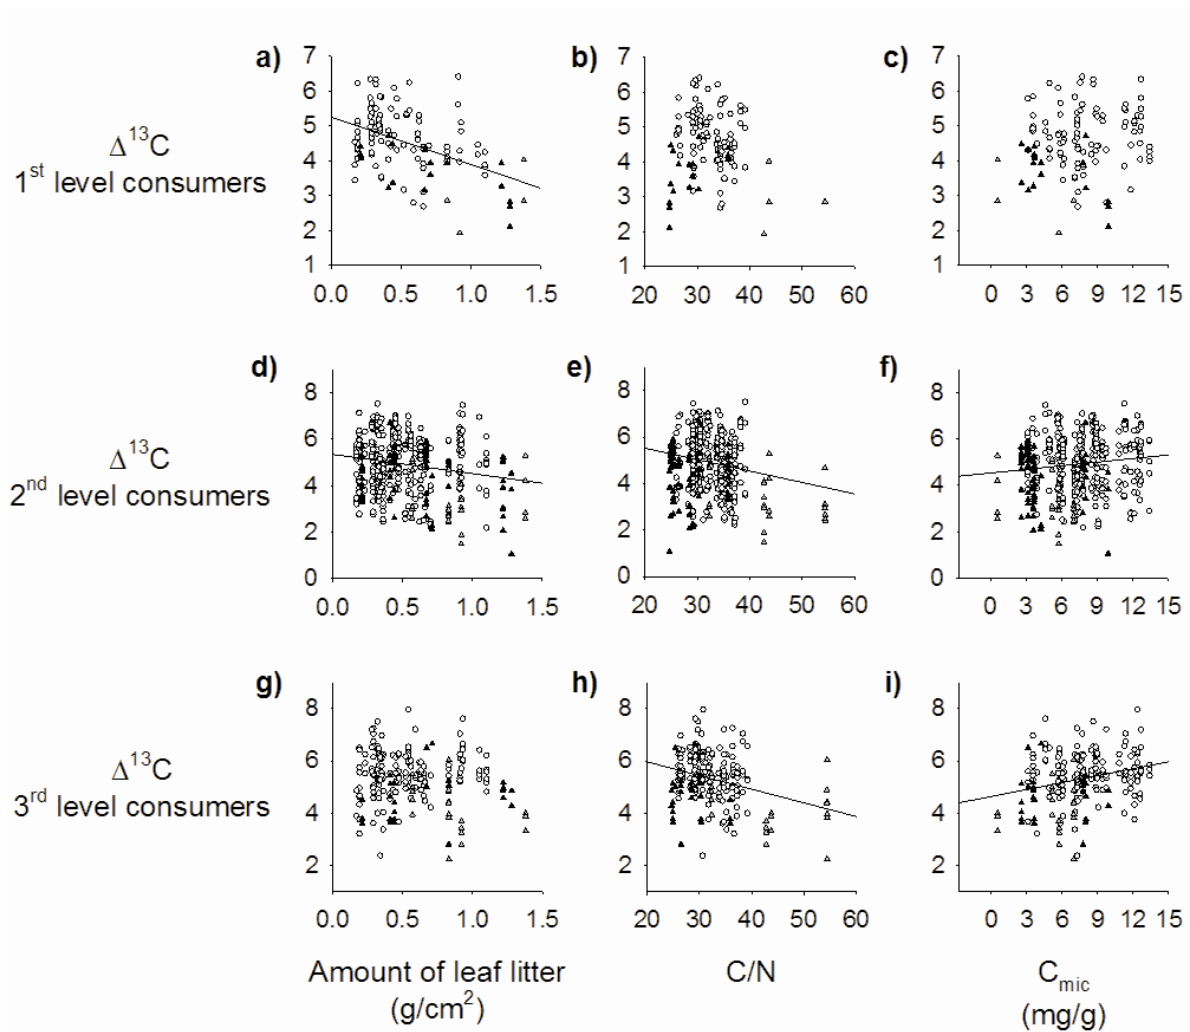 a)
b)
c)
7
6
5
4
3
2
1
0.0 0.5 1.0 1.5
7
6
5
4
3
2
1
20 30 40 50 60
7
6
5
4
3
2
1
0 3 6 9 12 15
Δ¹³C
1ˢᵗ level consumers
d)
e)
f)
8
6
4
2
0
0.0 0.5 1.0 1.5
8
6
4
2
0
20 30 40 50 60
8
6
4
2
0
0 3 6 9 12 15
Δ¹³C
2ⁿᵈ level consumers
g)
h)
i)
8
6
4
2
0.0 0.5 1.0 1.5
8
6
4
2
20 30 40 50 60
8
6
4
2
0 3 6 9 12 15
Δ¹³C
3ʳᵈ level consumers
Amount of leaf litter
(g/cm²)
C/N
Cmic
(mg/g)